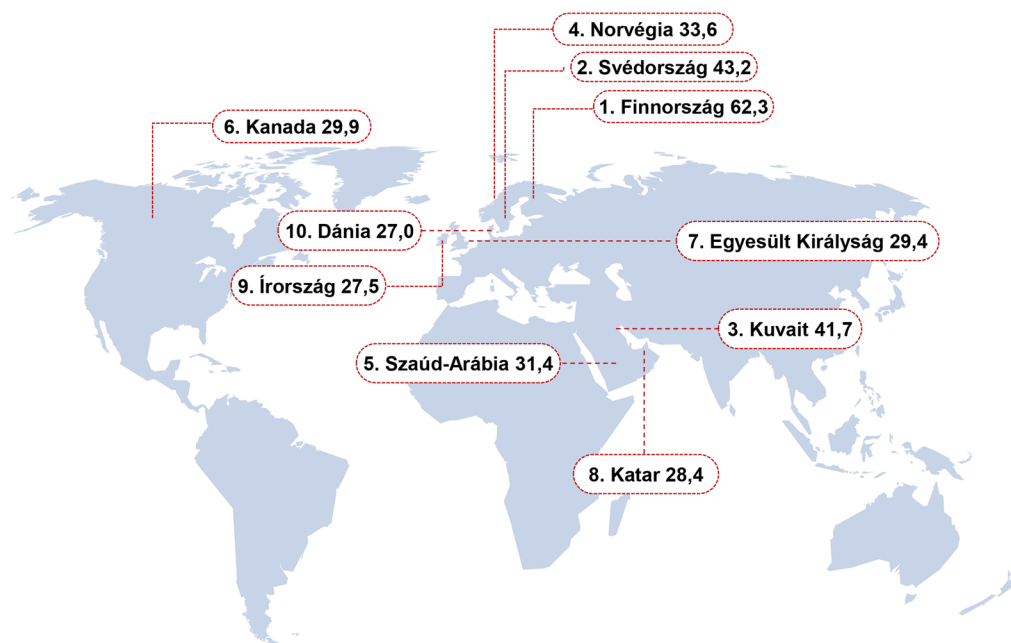 4. Norvégia 33,6
2. Svédország 43,2
1. Finnország 62,3
6. Kanada 29,9
10. Dánia 27,0
7. Egyesült Királyság 29,4
9. Írország 27,5
3. Kuvait 41,7
5. Szaúd-Arábia 31,4
8. Katar 28,4